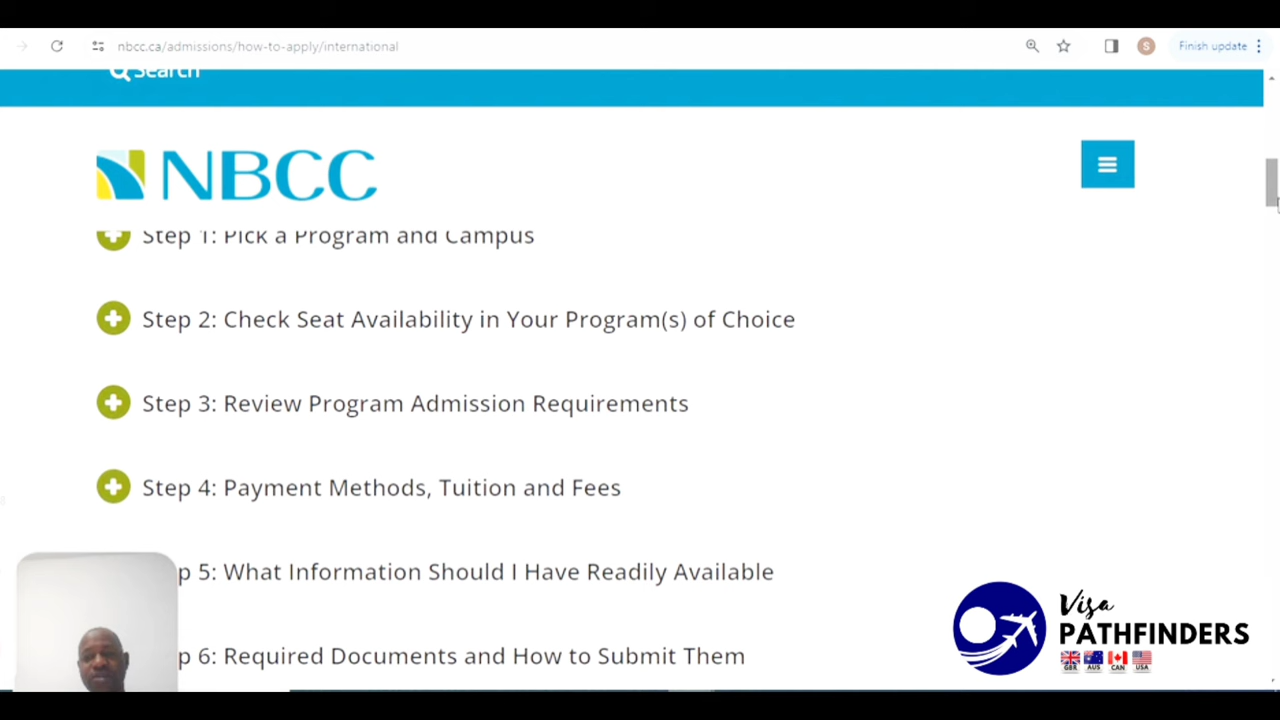 nbcc.ca/admissions/how-to-apply/international
S
Finish update
Search
NBCC
Step 1: Pick a Program and Campus
Step 2: Check Seat Availability in Your Program(s) of Choice
Step 3: Review Program Admission Requirements
Step 4: Payment Methods, Tuition and Fees
p 5: What Information Should I Have Readily Available
p 6: Required Documents and How to Submit Them
Visa
PATHFINDERS
GBR AUS CAN USA